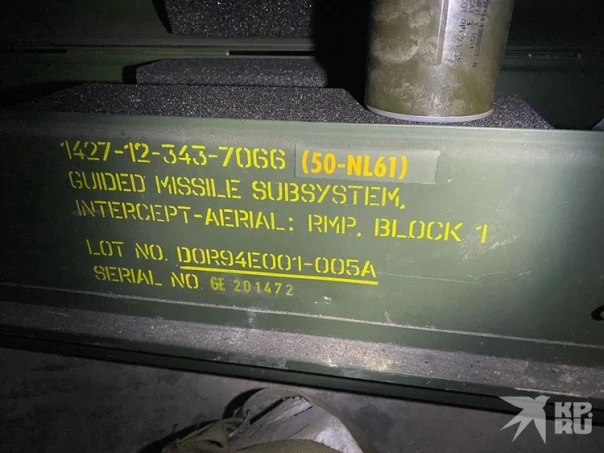 1427-12-343-7066 (50-NL61)
GUIDED MISSILE SUBSYSTEM,
INTERCEPT-AERIAL: RMP, BLOCK 1
LOT NO. DOR94E001-005A
SERIAL NO. GE 201472
KP.RU